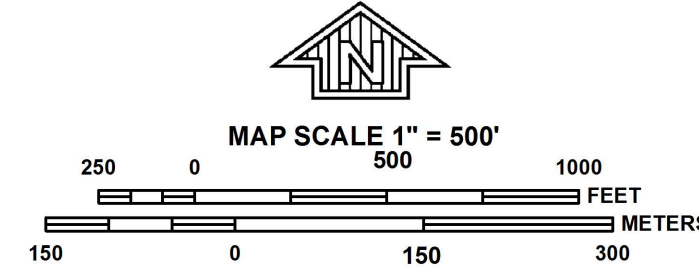 N
MAP SCALE 1" = 500'
250 0 500 1000
FEET
METERS
150 0 150 300